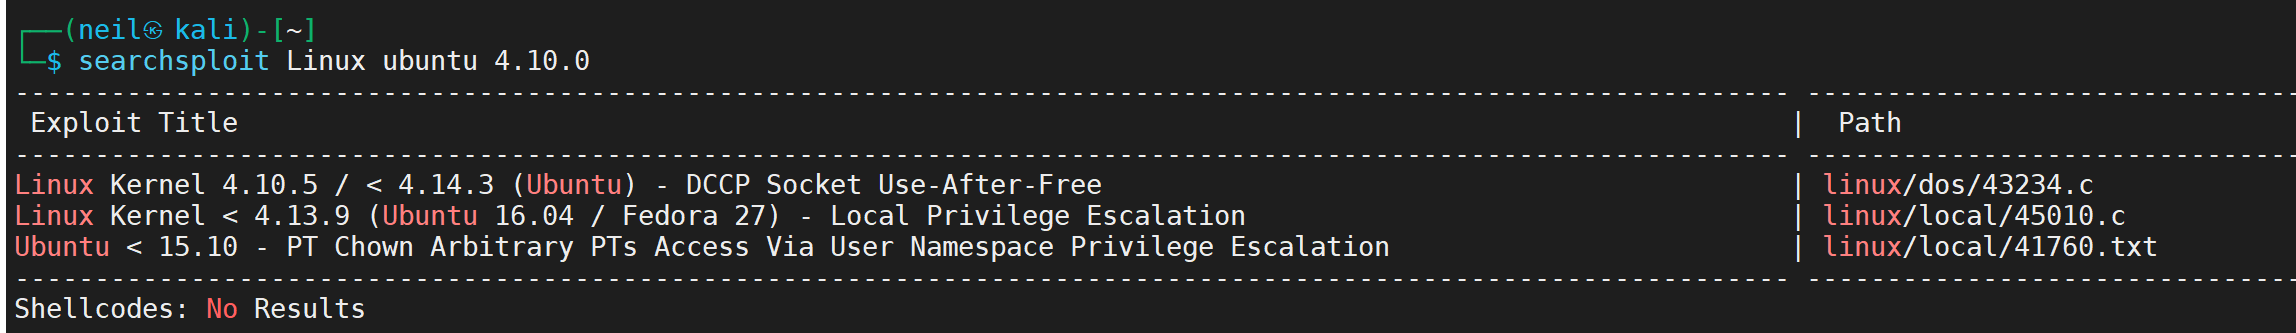 ┌──(neil㉿kali)-[~]
└─$ searchsploit Linux ubuntu 4.10.0
--------------------------------------------------------------------------------------------------------------- -------------------------------
 Exploit Title | Path
--------------------------------------------------------------------------------------------------------------- -------------------------------
Linux Kernel 4.10.5 / < 4.14.3 (Ubuntu) - DCCP Socket Use-After-Free | linux/dos/43234.c
Linux Kernel < 4.13.9 (Ubuntu 16.04 / Fedora 27) - Local Privilege Escalation | linux/local/45010.c
Ubuntu < 15.10 - PT Chown Arbitrary PTs Access Via User Namespace Privilege Escalation | linux/local/41760.txt
--------------------------------------------------------------------------------------------------------------- -------------------------------
Shellcodes: No Results